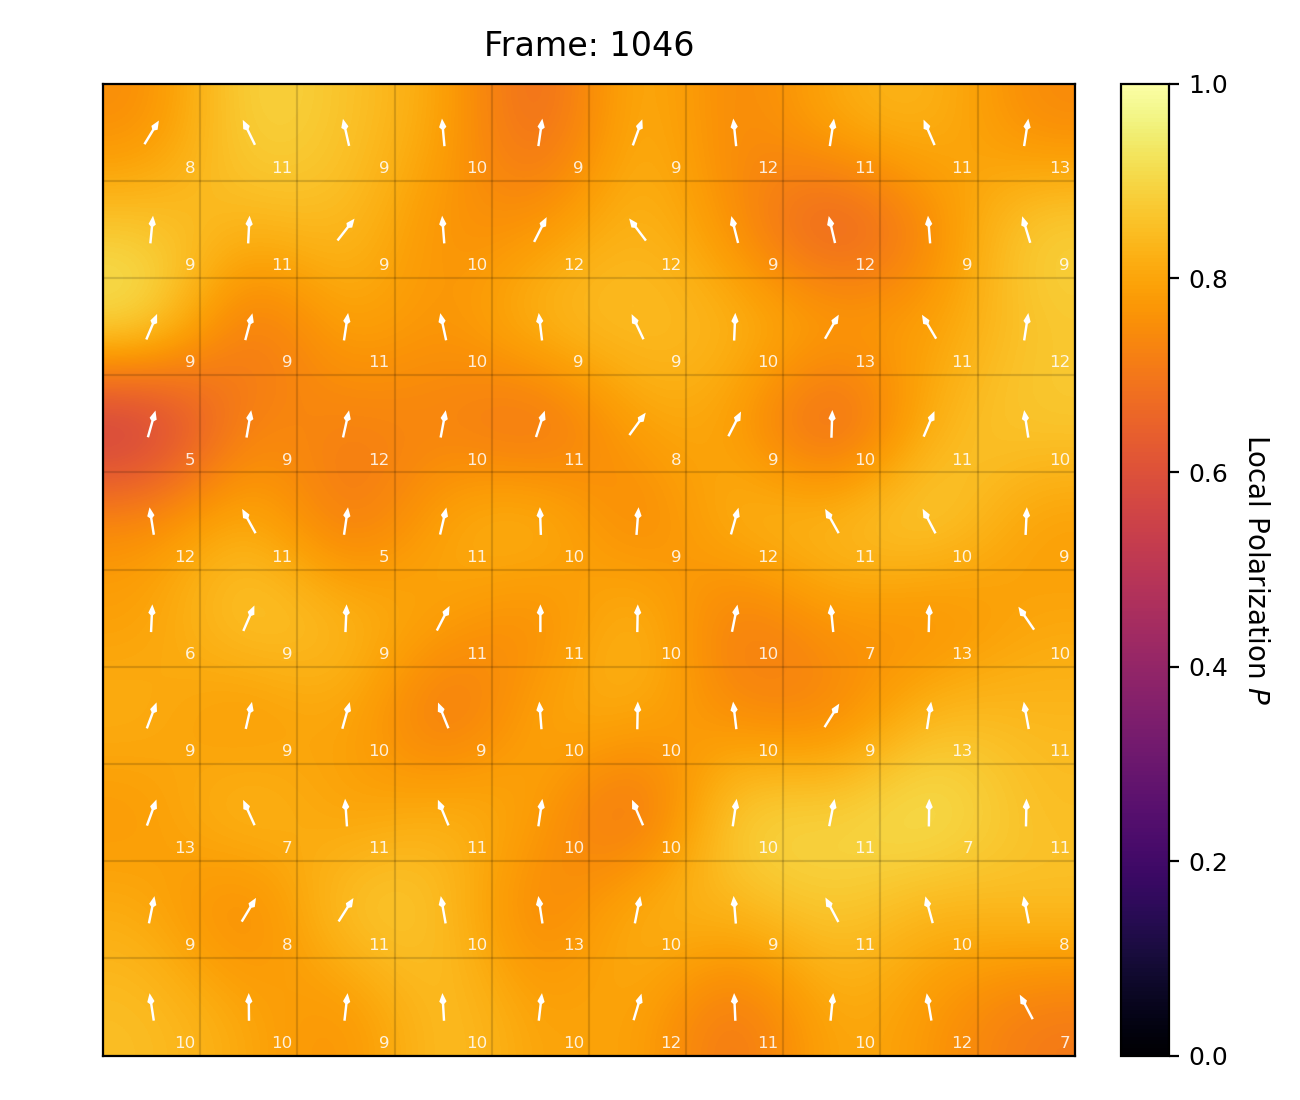 Frame: 1046
8 11 9 10 9 9 12 11 11 13
9 11 9 10 12 12 9 12 9 9
9 9 11 10 9 9 10 13 11 12
5 9 12 10 11 8 9 10 11 10
12 11 5 11 10 9 12 11 10 9
6 9 9 11 11 10 10 7 13 10
9 9 10 9 10 10 10 9 13 11
13 7 11 11 10 10 10 11 7 11
9 8 11 10 13 10 9 11 10 8
10 10 9 10 10 12 11 10 12 7
1.0
0.8
0.6
0.4
0.2
0.0
Local Polarization P